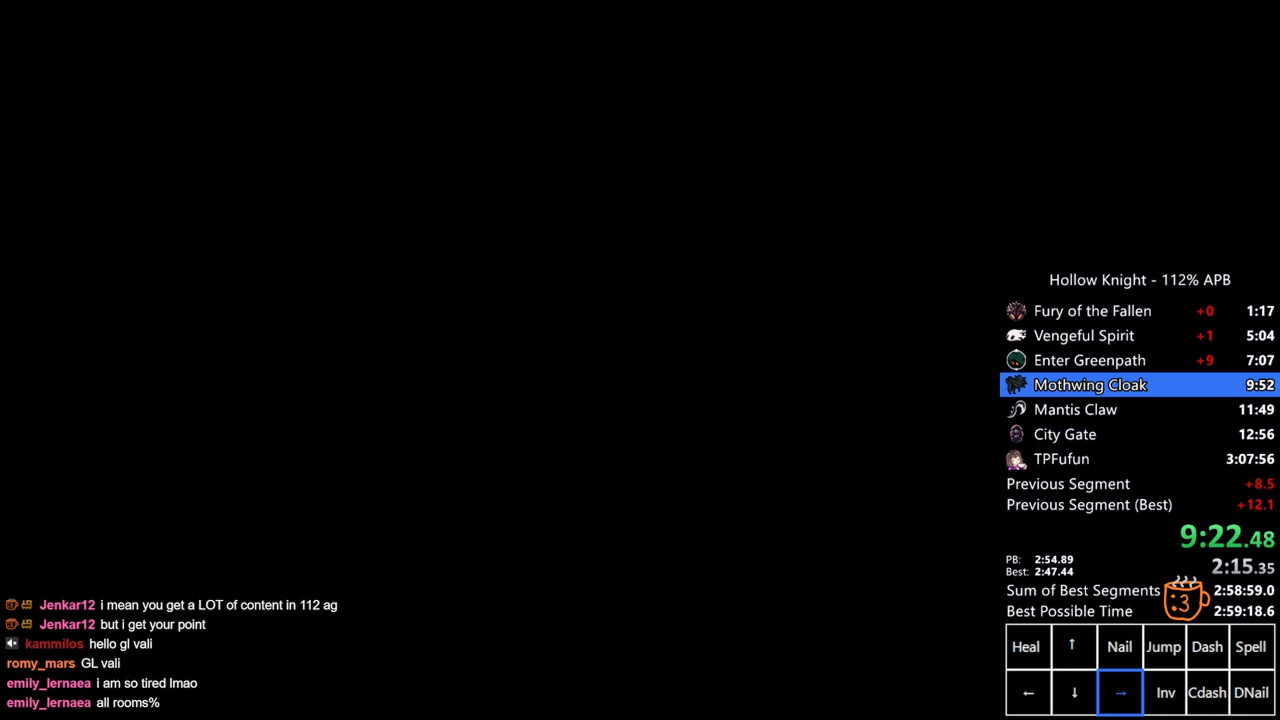 Hollow Knight - 112% APB
Fury of the Fallen +0 1:17
Vengeful Spirit +1 5:04
Enter Greenpath +9 7:07
Mothwing Cloak 9:52
Mantis Claw 11:49
City Gate 12:56
TPFufun 3:07:56
Previous Segment +8.5
Previous Segment (Best) +12.1
9:22.48
PB: 2:54.89
Best: 2:47.44
2:15.35
Sum of Best Segments 2:58:59.0
Best Possible Time 2:59:18.6
Heal ↑ Nail Jump Dash Spell
← ↓ → Inv Cdash DNail
Jenkar12 i mean you get a LOT of content in 112 ag
Jenkar12 but i get your point
kammilos hello gl vali
romy_mars GL vali
emily_lernaea i am so tired lmao
emily_lernaea all rooms%